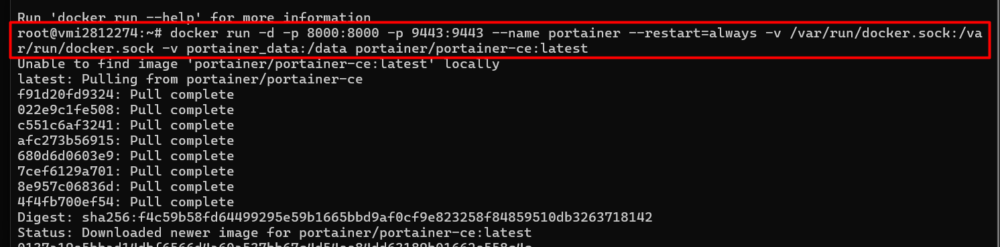 Run 'docker run --help' for more information
root@vmi2812274:~# docker run -d -p 8000:8000 -p 9443:9443 --name portainer --restart=always -v /var/run/docker.sock:/va
r/run/docker.sock -v portainer_data:/data portainer/portainer-ce:latest
Unable to find image 'portainer/portainer-ce:latest' locally
latest: Pulling from portainer/portainer-ce
f91d20fd9324: Pull complete
022e9c1fe508: Pull complete
c551c6af3241: Pull complete
afc273b56915: Pull complete
680d6d0603e9: Pull complete
7cef6129a701: Pull complete
8e957c06836d: Pull complete
4f4fb700ef54: Pull complete
Digest: sha256:f4c59b58fd64499295e59b1665bbd9af0cf9e823258f84859510db3263718142
Status: Downloaded newer image for portainer/portainer-ce:latest